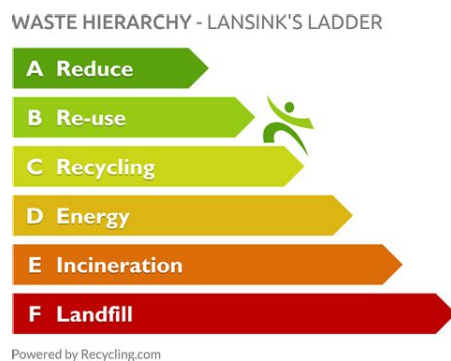 WASTE HIERARCHY - LANSINK'S LADDER
A Reduce
B Re-use
C Recycling
D Energy
E Incineration
F Landfill
Powered by Recycling.com